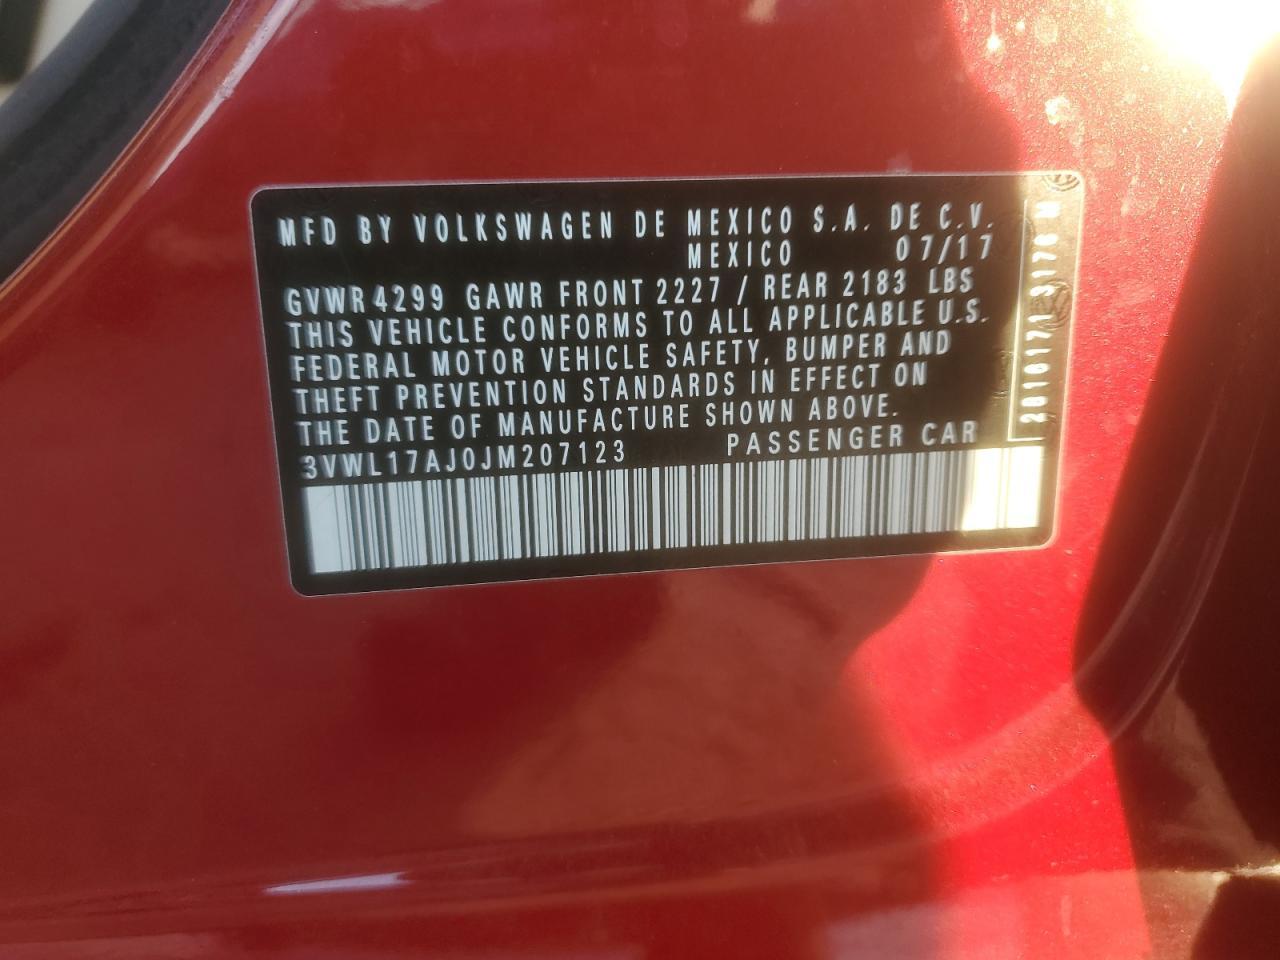 MFD BY VOLKSWAGEN DE MEXICO S.A. DE C.V.
MEXICO 07/17
GVWR 4299 GAWR FRONT 2227 / REAR 2183 LBS
THIS VEHICLE CONFORMS TO ALL APPLICABLE U.S.
FEDERAL MOTOR VEHICLE SAFETY, BUMPER AND
THEFT PREVENTION STANDARDS IN EFFECT ON
THE DATE OF MANUFACTURE SHOWN ABOVE.
3VWL17AJ0JM207123 PASSENGER CAR